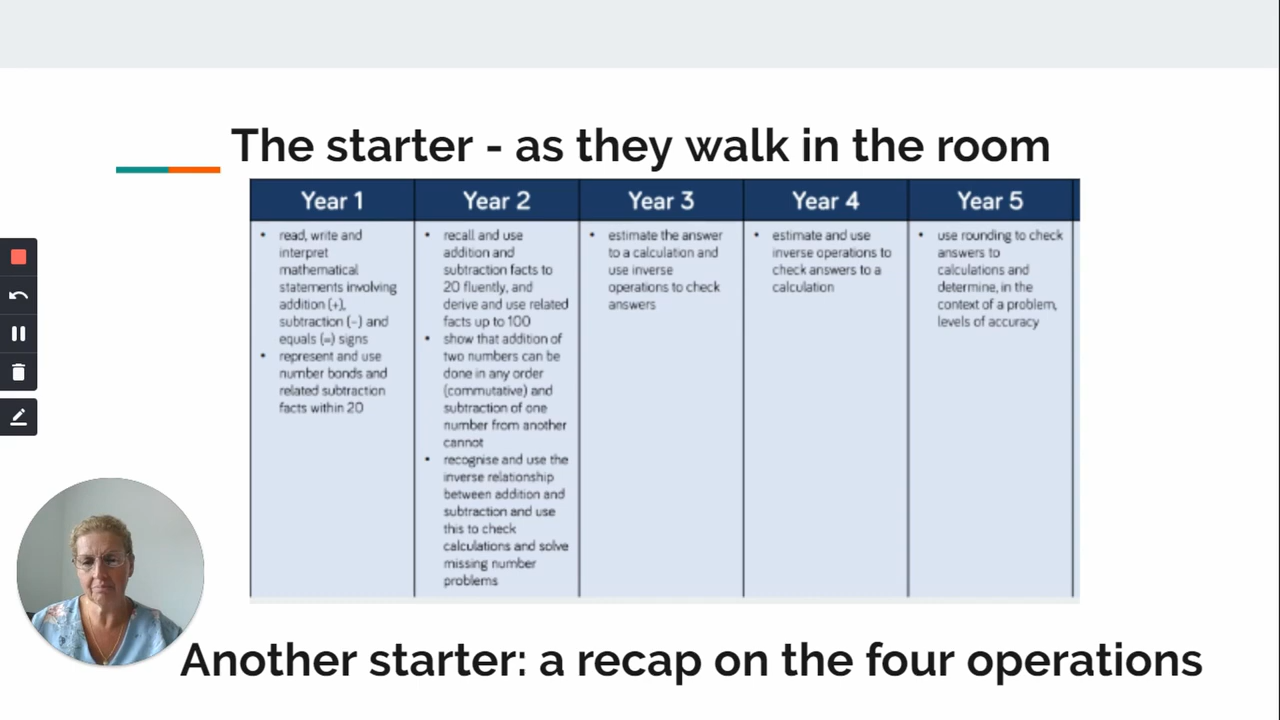 The starter - as they walk in the room
Year 1
Year 2
Year 3
Year 4
Year 5
• read, write and
interpret
mathematical
statements involving
addition (+),
subtraction (-) and
equals (=) signs
• represent and use
number bonds and
related subtraction
facts within 20
• recall and use
addition and
subtraction facts to
20 fluently, and
derive and use related
facts up to 100
• show that addition of
two numbers can be
done in any order
(commutative) and
subtraction of one
number from another
cannot
• recognise and use the
inverse relationship
between addition and
subtraction and use
this to check
calculations and solve
missing number
problems
• estimate the answer
to a calculation and
use inverse
operations to check
answers
• estimate and use
inverse operations to
check answers to a
calculation
• use rounding to check
answers to
calculations and
determine, in the
context of a problem,
levels of accuracy
Another starter: a recap on the four operations